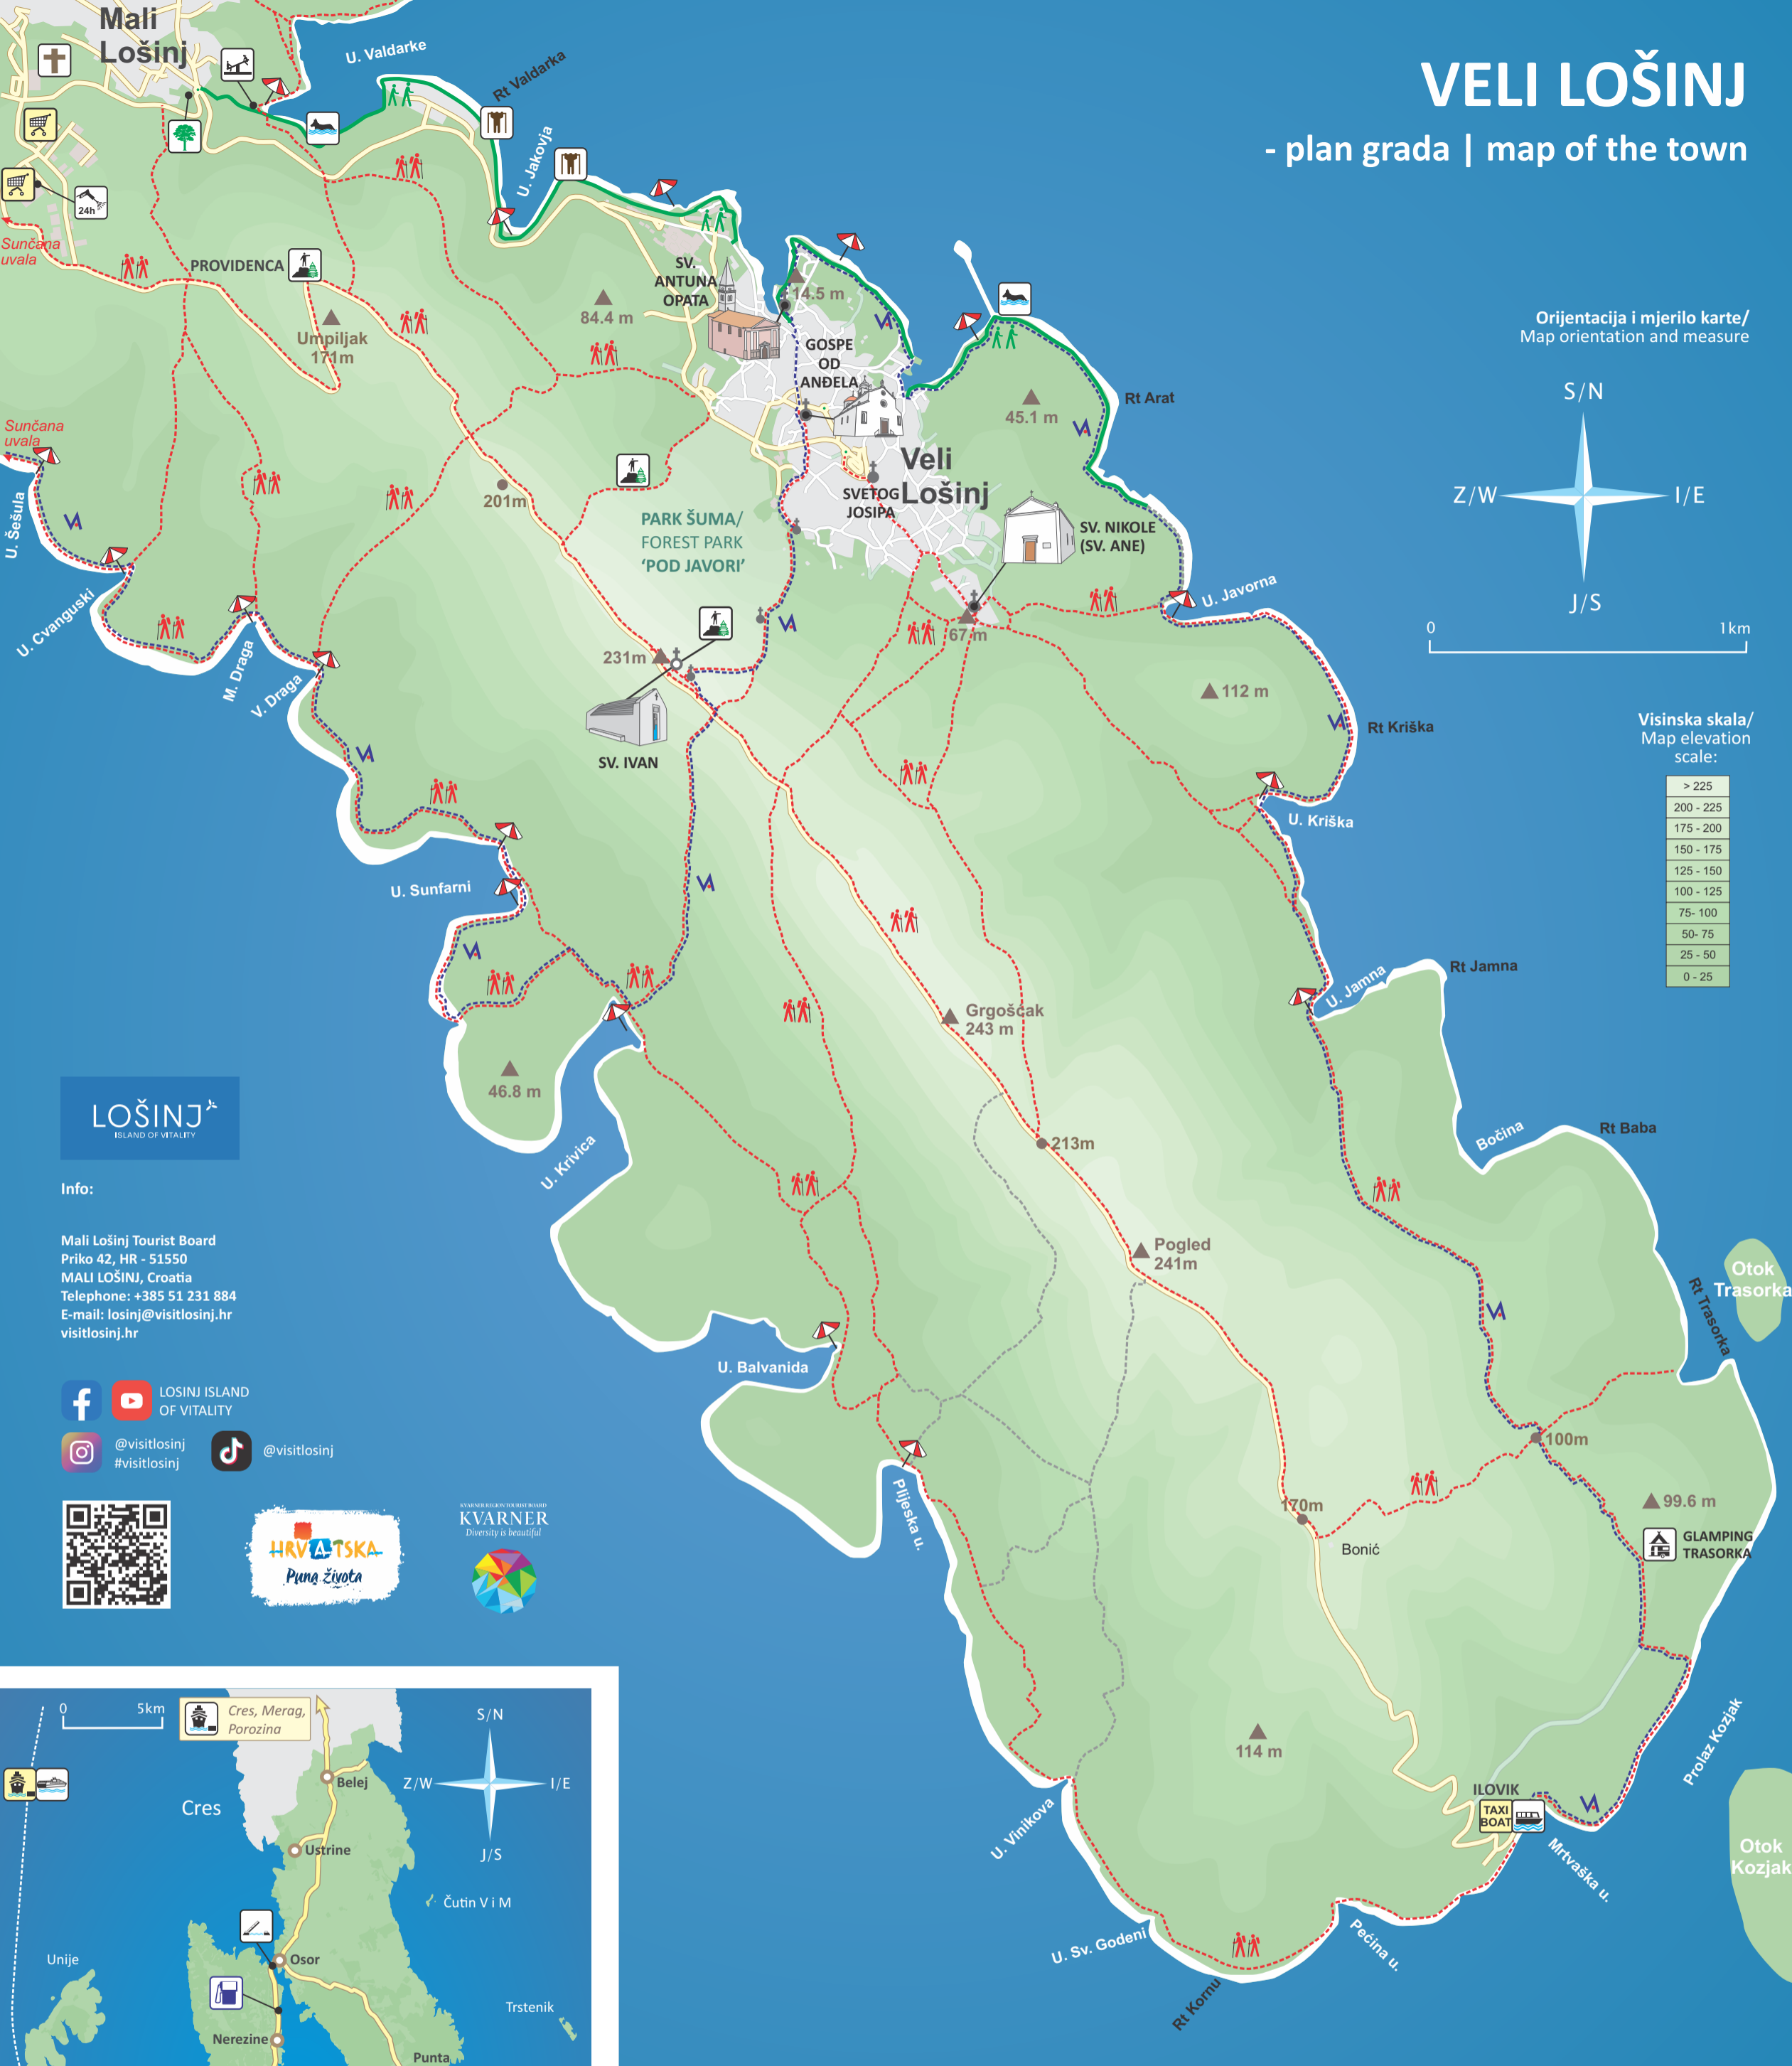 VELI LOŠINJ
- plan grada | map of the town
Mali
Lošinj
U. Valdarke
Rt Valdarka
U. Jakovja
24h
Sunčana
uvala
PROVIDENCA
Umpiljak
171m
84.4 m
SV.
ANTUNA
OPATA
14.5 m
GOSPE
OD
ANĐELA
45.1 m
Rt Arat
Sunčana
uvala
U. Šešula
201m
Veli
Lošinj
SVETOG
JOSIPA
SV. NIKOLE
(SV. ANE)
PARK ŠUMA/
FOREST PARK
‘POD JAVORI’
U. Cvanguski
M. Draga
V. Draga
U. Javorna
67 m
231m
SV. IVAN
112 m
Rt Kriška
U. Kriška
U. Sunfarni
Rt Jamna
U. Jamna
Grgošćak
243 m
46.8 m
U. Krivica
213m
Bočina
Rt Baba
Pogled
241m
Otok
Trasorka
Rt Trasorka
U. Balvanida
Plijeska u.
100m
170m
Bonić
99.6 m
GLAMPING
TRASORKA
114 m
Prolaz Kozjak
ILOVIK
TAXI
BOAT
Mrtvaška u.
Otok
Kozjak
U. Vinikova
U. Sv. Godeni
Rt Kornu
Pećina u.
Orijentacija i mjerilo karte/
Map orientation and measure
S/N
Z/W
I/E
J/S
0
1km
Visinska skala/
Map elevation
scale:
> 225
200 - 225
175 - 200
150 - 175
125 - 150
100 - 125
75- 100
50- 75
25 - 50
0 - 25
LOŠINJ
ISLAND OF VITALITY
Info:
Mali Lošinj Tourist Board
Priko 42, HR - 51550
MALI LOŠINJ, Croatia
Telephone: +385 51 231 884
E-mail: losinj@visitlosinj.hr
visitlosinj.hr
LOSINJ ISLAND
OF VITALITY
@visitlosinj
#visitlosinj
@visitlosinj
HRVATSKA
Puna života
KVARNER REGION TOURIST BOARD
KVARNER
Diversity is beautiful
0
5km
Cres, Merag,
Porozina
S/N
Z/W
I/E
J/S
Belej
Cres
Ustrine
Čutin V i M
Osor
Unije
Trstenik
Nerezine
Punta